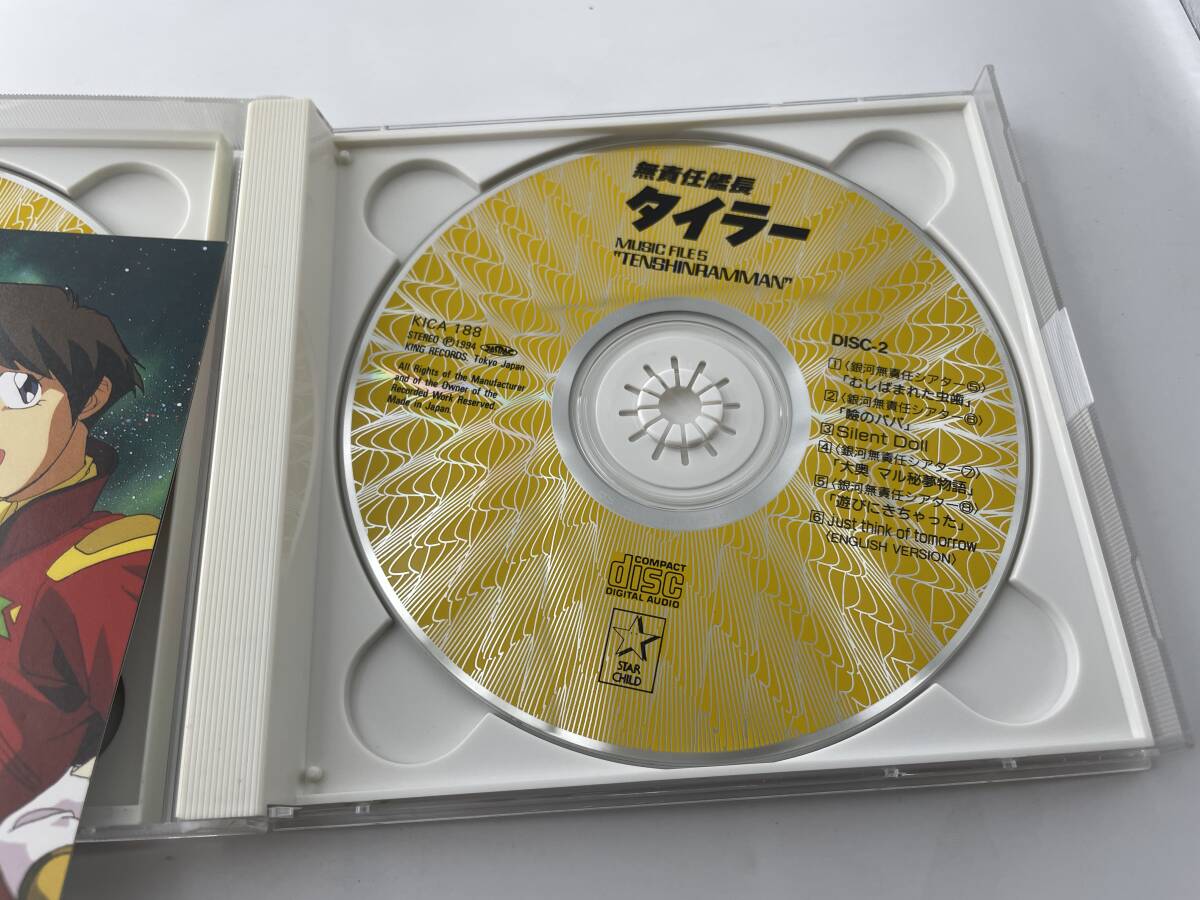 無責任艦長
タイラー
MUSIC FILE 5
"TENSHINRAMMAN"
KICA 188
STEREO Ⓟ1994 JASRAC
KING RECORDS. Tokyo Japan
All Rights of the Manufacturer
and of the Owner of the
Recorded Work Reserved
Made in Japan.
DISC-2
1〈銀河無責任シアター⑤〉
「むしばまれた虫歯」
2〈銀河無責任シアター⑥〉
「瞼のパパ」
3 Silent Doll
4〈銀河無責任シアター⑦〉
「大奥 マル秘夢物語」
5〈銀河無責任シアター⑧〉
「遊びにきちゃった」
6 Just think of tomorrow
〈ENGLISH VERSION〉
COMPACT
disc
DIGITAL AUDIO
STAR
CHILD